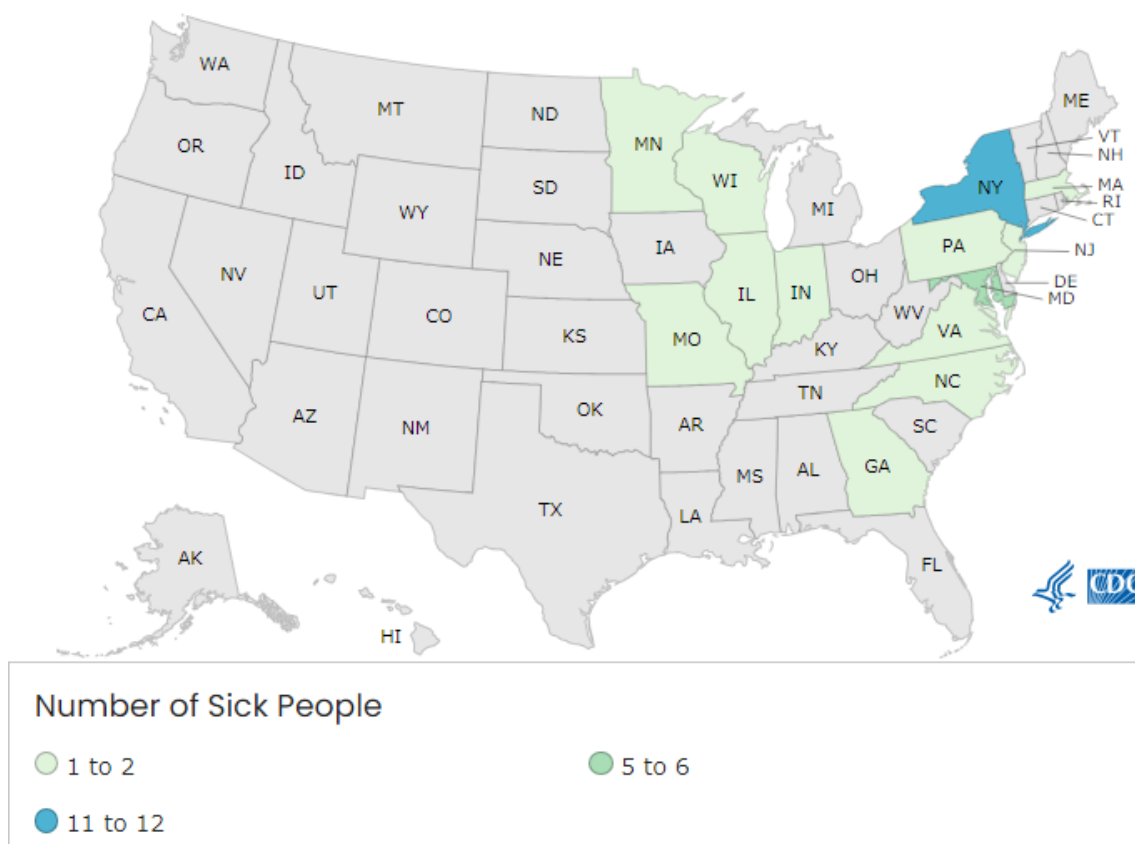 WA
MT
ND
MN
ME
VT
NH
OR
ID
SD
WI
MI
NY
MA
RI
CT
WY
IA
PA
NJ
NE
NV
UT
CO
IL
IN
OH
DE
MD
CA
KS
MO
WV
VA
KY
NC
TN
AZ
NM
OK
AR
SC
MS
AL
GA
TX
LA
AK
FL
CDC
HI
Number of Sick People
1 to 2
5 to 6
11 to 12